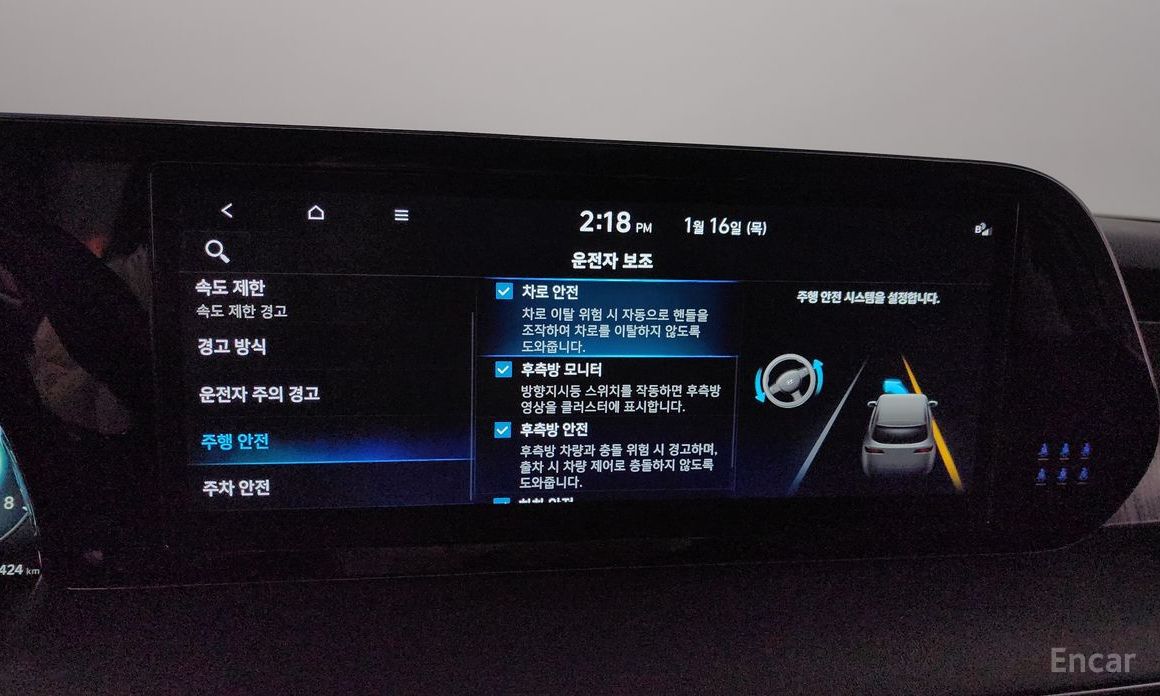 2:18 PM 1월 16일 (목)
운전자 보조
속도 제한
속도 제한 경고
경고 방식
운전자 주의 경고
주행 안전
주차 안전
차로 안전
차로 이탈 위험 시 자동으로 핸들을
조작하여 차로를 이탈하지 않도록
도와줍니다.
후측방 모니터
방향지시등 스위치를 작동하면 후측방
영상을 클러스터에 표시합니다.
후측방 안전
후측방 차량과 충돌 위험 시 경고하며,
출차 시 차량 제어로 충돌하지 않도록
도와줍니다.
주행 안전 시스템을 설정합니다.
8
424 km
Encar